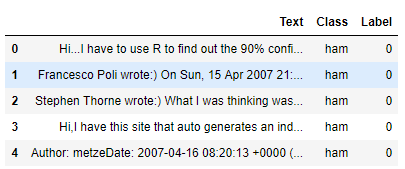 Text Class Label
0 Hi...I have to use R to find out the 90% confi... ham 0
1 Francesco Poli wrote:) On Sun, 15 Apr 2007 21:... ham 0
2 Stephen Thorne wrote:) What I was thinking was... ham 0
3 Hi,I have this site that auto generates an ind... ham 0
4 Author: metzeDate: 2007-04-16 08:20:13 +0000 (... ham 0